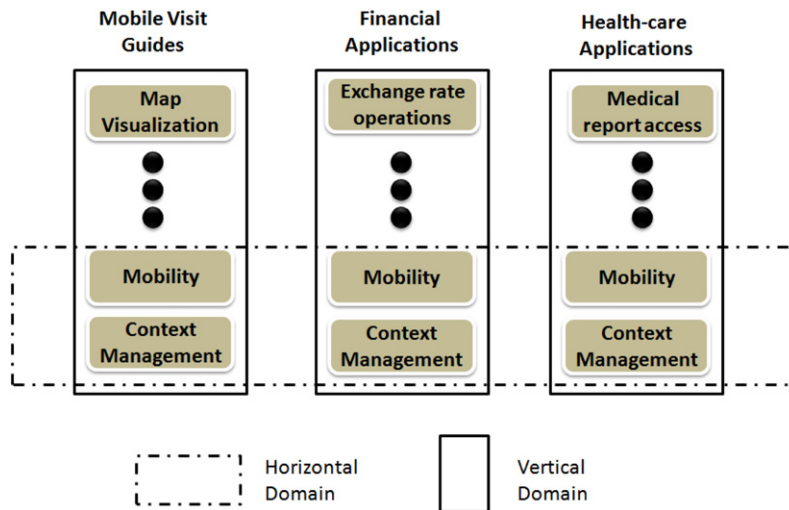 Mobile Visit
Guides
Financial
Applications
Health-care
Applications
Map
Visualization
Exchange rate
operations
Medical
report access
Mobility
Mobility
Mobility
Context
Management
Context
Management
Context
Management
Horizontal
Domain
Vertical
Domain